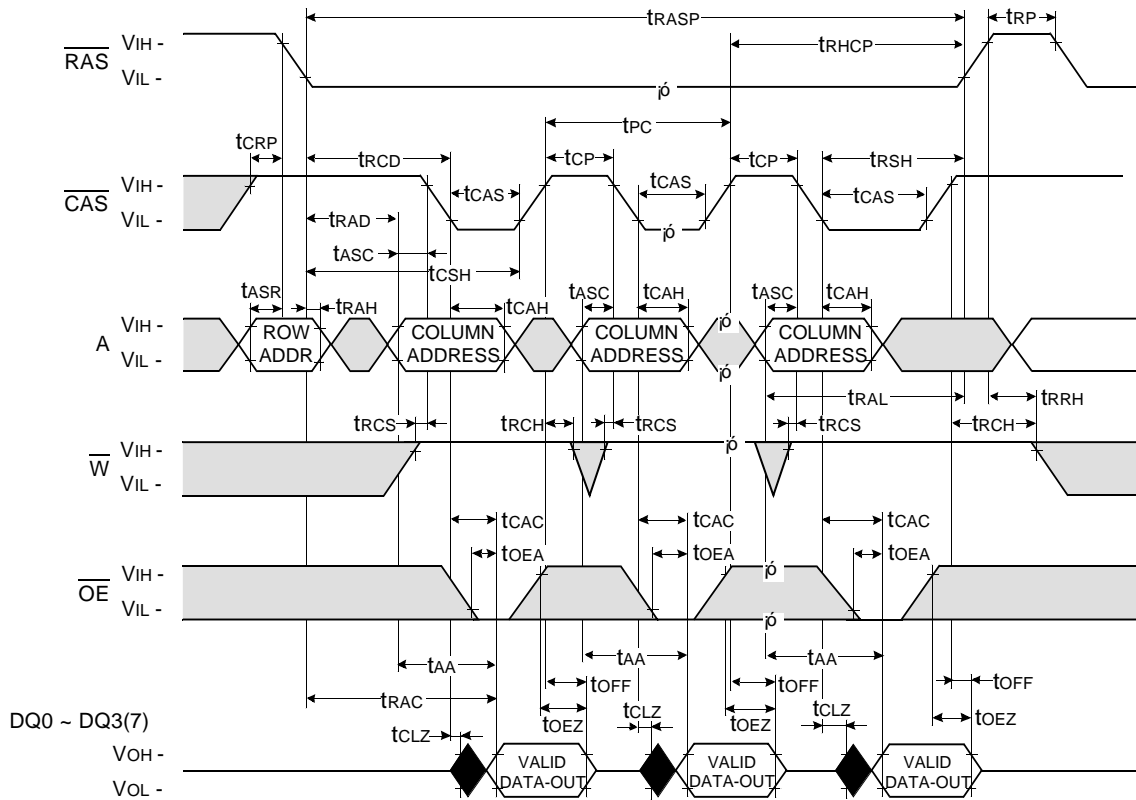 tRASP
tRP
tRHCP
RAS
VIH -
VIL -
¡ó
tPC
tCRP
tRCD
tCP
tCP
tRSH
CAS
VIH -
VIL -
tCAS
tCAS
tCAS
¡ó
tRAD
tASC
tCSH
tASR
tRAH
tCAH
tASC
tCAH
tASC
tCAH
A
VIH -
VIL -
ROW
ADDR
COLUMN
ADDRESS
COLUMN
ADDRESS
COLUMN
ADDRESS
¡ó
¡ó
tRAL
tRRH
tRCS
tRCH
tRCS
tRCS
tRCH
W
VIH -
VIL -
¡ó
tCAC
tCAC
tCAC
tOEA
tOEA
tOEA
OE
VIH -
VIL -
¡ó
¡ó
tAA
tAA
tAA
tOFF
tOFF
tOFF
tRAC
tOEZ
tOEZ
tOEZ
DQ0 ~ DQ3(7)
tCLZ
tCLZ
tCLZ
VOH -
VOL -
VALID
DATA-OUT
VALID
DATA-OUT
VALID
DATA-OUT